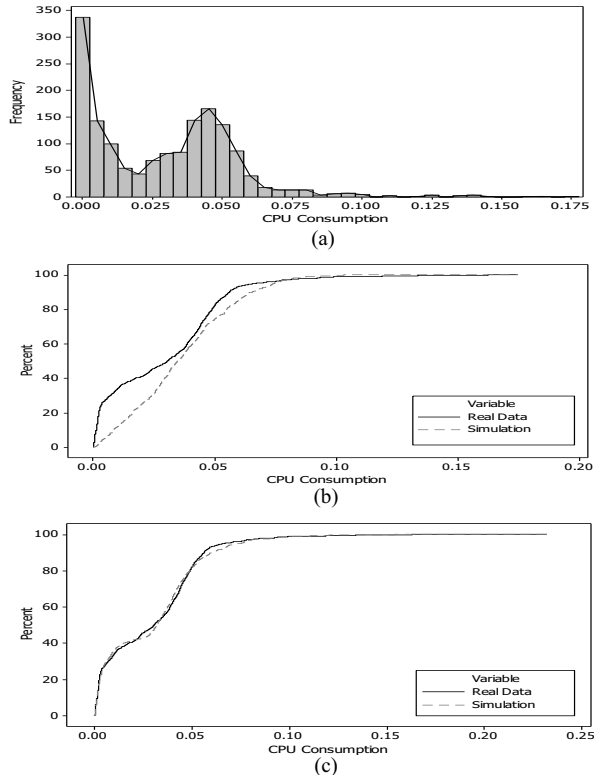 350
300
250
200
150
100
50
0
Frequency
0.000 0.025 0.050 0.075 0.100 0.125 0.150 0.175
CPU Consumption
(a)
100
80
60
40
20
0
Percent
Variable
Real Data
Simulation
0.00 0.05 0.10 0.15 0.20
CPU Consumption
(b)
100
80
60
40
20
0
Percent
Variable
Real Data
Simulation
0.00 0.05 0.10 0.15 0.20 0.25
CPU Consumption
(c)